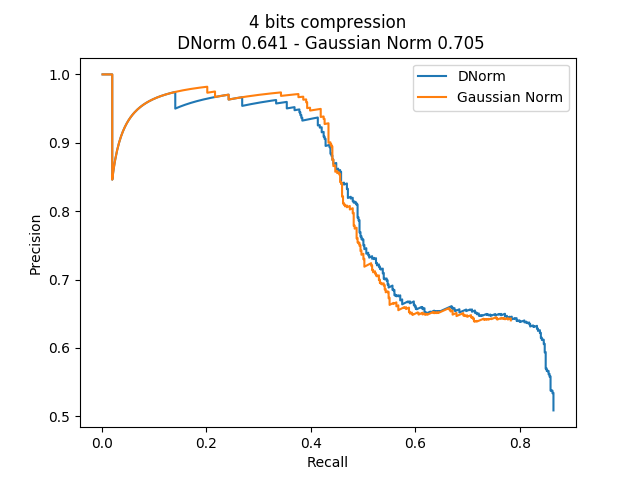 4 bits compression
DNorm 0.641 - Gaussian Norm 0.705
DNorm
Gaussian Norm
Precision
1.0
0.9
0.8
0.7
0.6
0.5
0.0 0.2 0.4 0.6 0.8
Recall